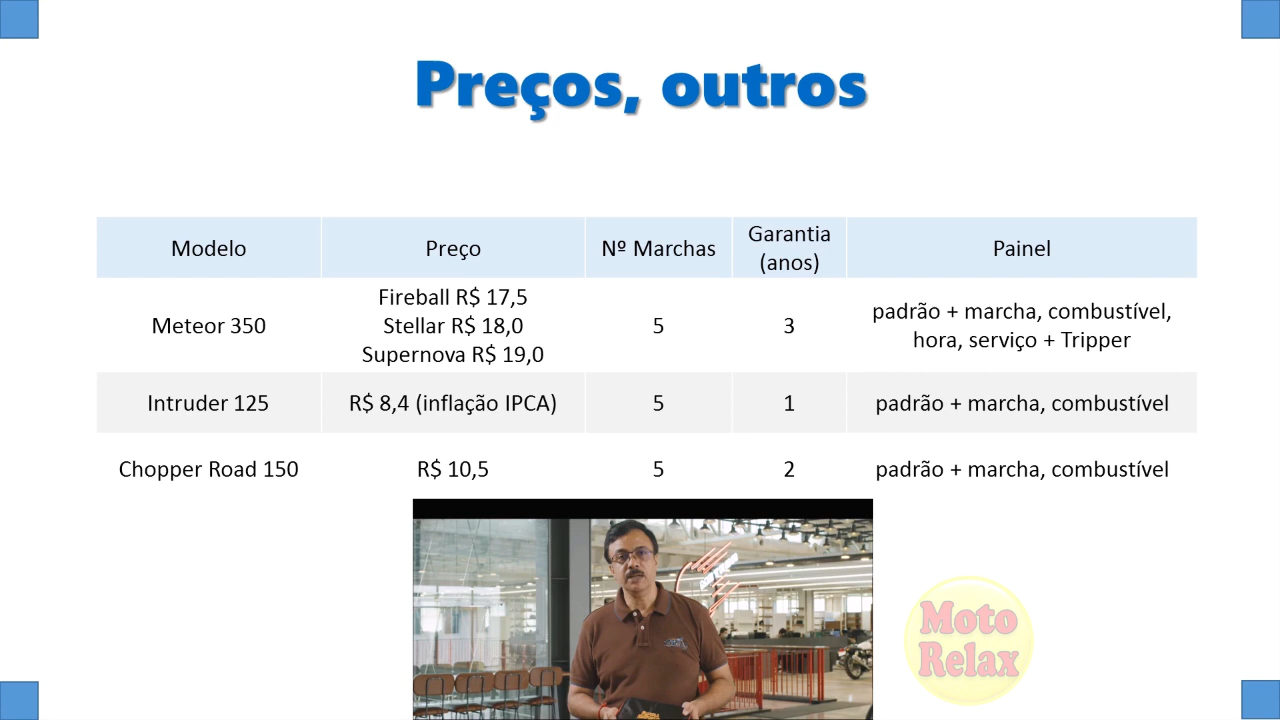 Preços, outros
Modelo
Preço
Nº Marchas
Garantia
(anos)
Painel
Meteor 350
Fireball R$ 17,5
Stellar R$ 18,0
Supernova R$ 19,0
5
3
padrão + marcha, combustível,
hora, serviço + Tripper
Intruder 125
R$ 8,4 (inflação IPCA)
5
1
padrão + marcha, combustível
Chopper Road 150
R$ 10,5
5
2
padrão + marcha, combustível
Moto
Relax